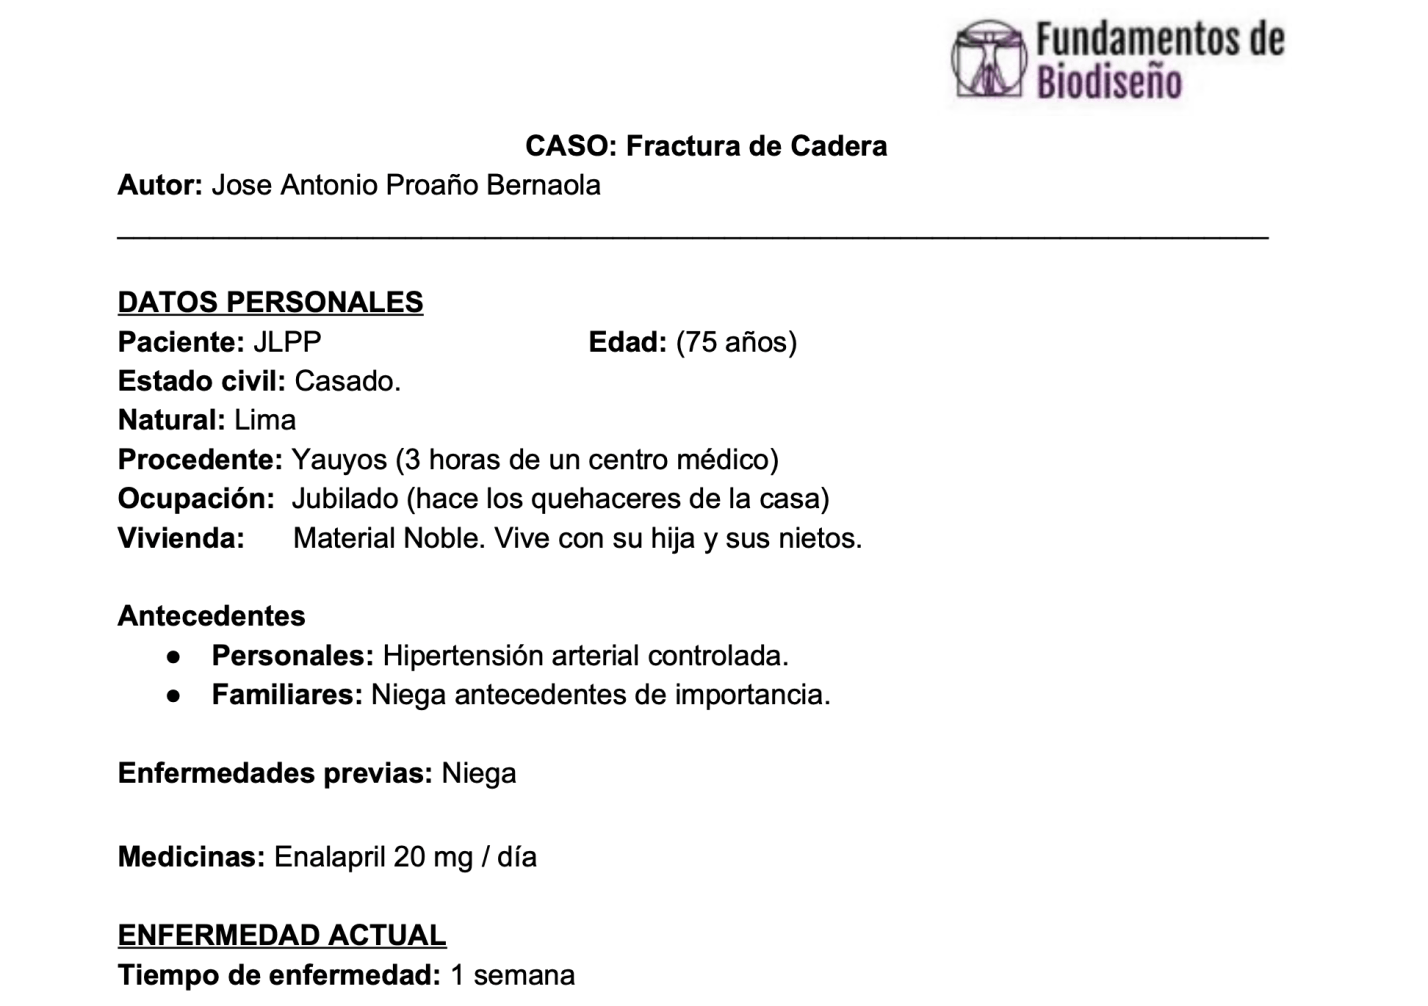 Fundamentos de
Biodiseño
CASO: Fractura de Cadera
Autor: Jose Antonio Proaño Bernaola
DATOS PERSONALES
Paciente: JLPP Edad: (75 años)
Estado civil: Casado.
Natural: Lima
Procedente: Yauyos (3 horas de un centro médico)
Ocupación: Jubilado (hace los quehaceres de la casa)
Vivienda: Material Noble. Vive con su hija y sus nietos.
Antecedentes
● Personales: Hipertensión arterial controlada.
● Familiares: Niega antecedentes de importancia.
Enfermedades previas: Niega
Medicinas: Enalapril 20 mg / día
ENFERMEDAD ACTUAL
Tiempo de enfermedad: 1 semana